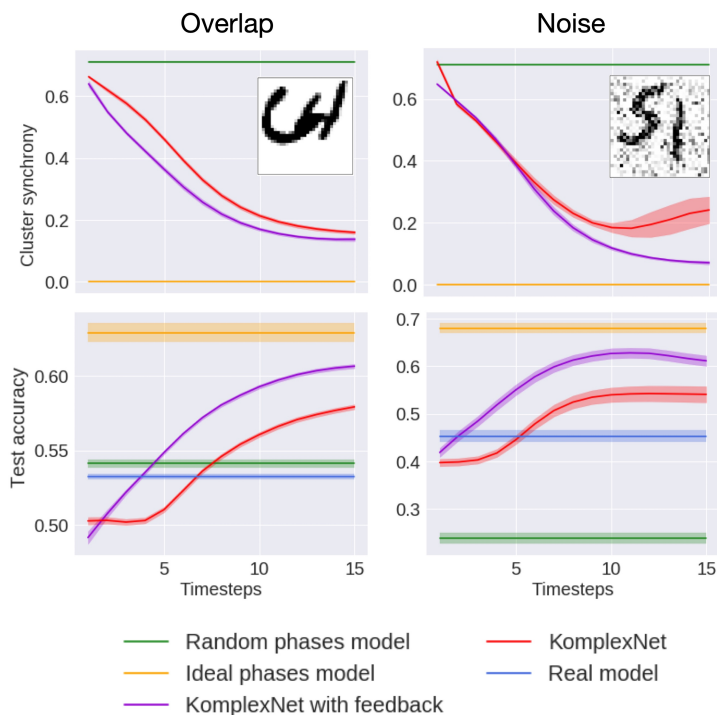 Overlap
Noise
Cluster synchrony
0.6
0.4
0.2
0.0
0.6
0.4
0.2
0.0
Test accuracy
0.60
0.55
0.50
0.7
0.6
0.5
0.4
0.3
5
10
15
5
10
15
Timesteps
Timesteps
Random phases model
Ideal phases model
KomplexNet with feedback
KomplexNet
Real model